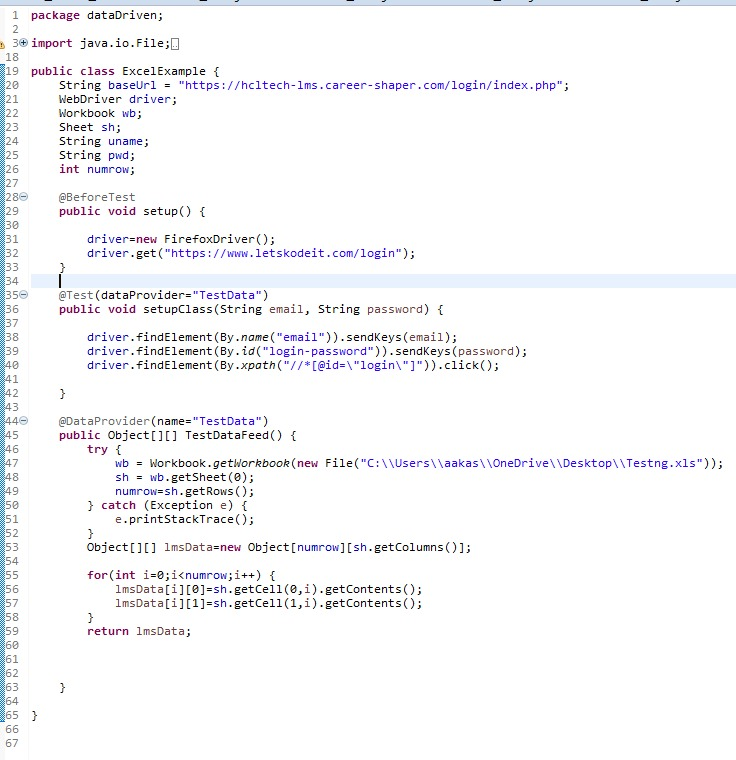 1 package dataDriven;
2
3 import java.io.File;
18
19 public class ExcelExample {
20 String baseUrl = "https://hcltech-lms.career-shaper.com/login/index.php";
21 WebDriver driver;
22 Workbook wb;
23 Sheet sh;
24 String uname;
25 String pwd;
26 int numrow;
27
28 @BeforeTest
29 public void setup() {
30
31 driver=new FirefoxDriver();
32 driver.get("https://www.letskodeit.com/login");
33 }
34
35 @Test(dataProvider="TestData")
36 public void setupClass(String email, String password) {
37
38 driver.findElement(By.name("email")).sendKeys(email);
39 driver.findElement(By.id("login-password")).sendKeys(password);
40 driver.findElement(By.xpath("//*[@id=\"login\"]")).click();
41
42 }
43
44 @DataProvider(name="TestData")
45 public Object[][] TestDataFeed() {
46 try {
47 wb = Workbook.getWorkbook(new File("C:\\Users\\aakas\\OneDrive\\Desktop\\Testng.xls"));
48 sh = wb.getSheet(0);
49 numrow=sh.getRows();
50 } catch (Exception e) {
51 e.printStackTrace();
52 }
53 Object[][] lmsData=new Object[numrow][sh.getColumns()];
54
55 for(int i=0;i<numrow;i++) {
56 lmsData[i][0]=sh.getCell(0,i).getContents();
57 lmsData[i][1]=sh.getCell(1,i).getContents();
58 }
59 return lmsData;
60
61
62
63 }
64
65 }
66
67